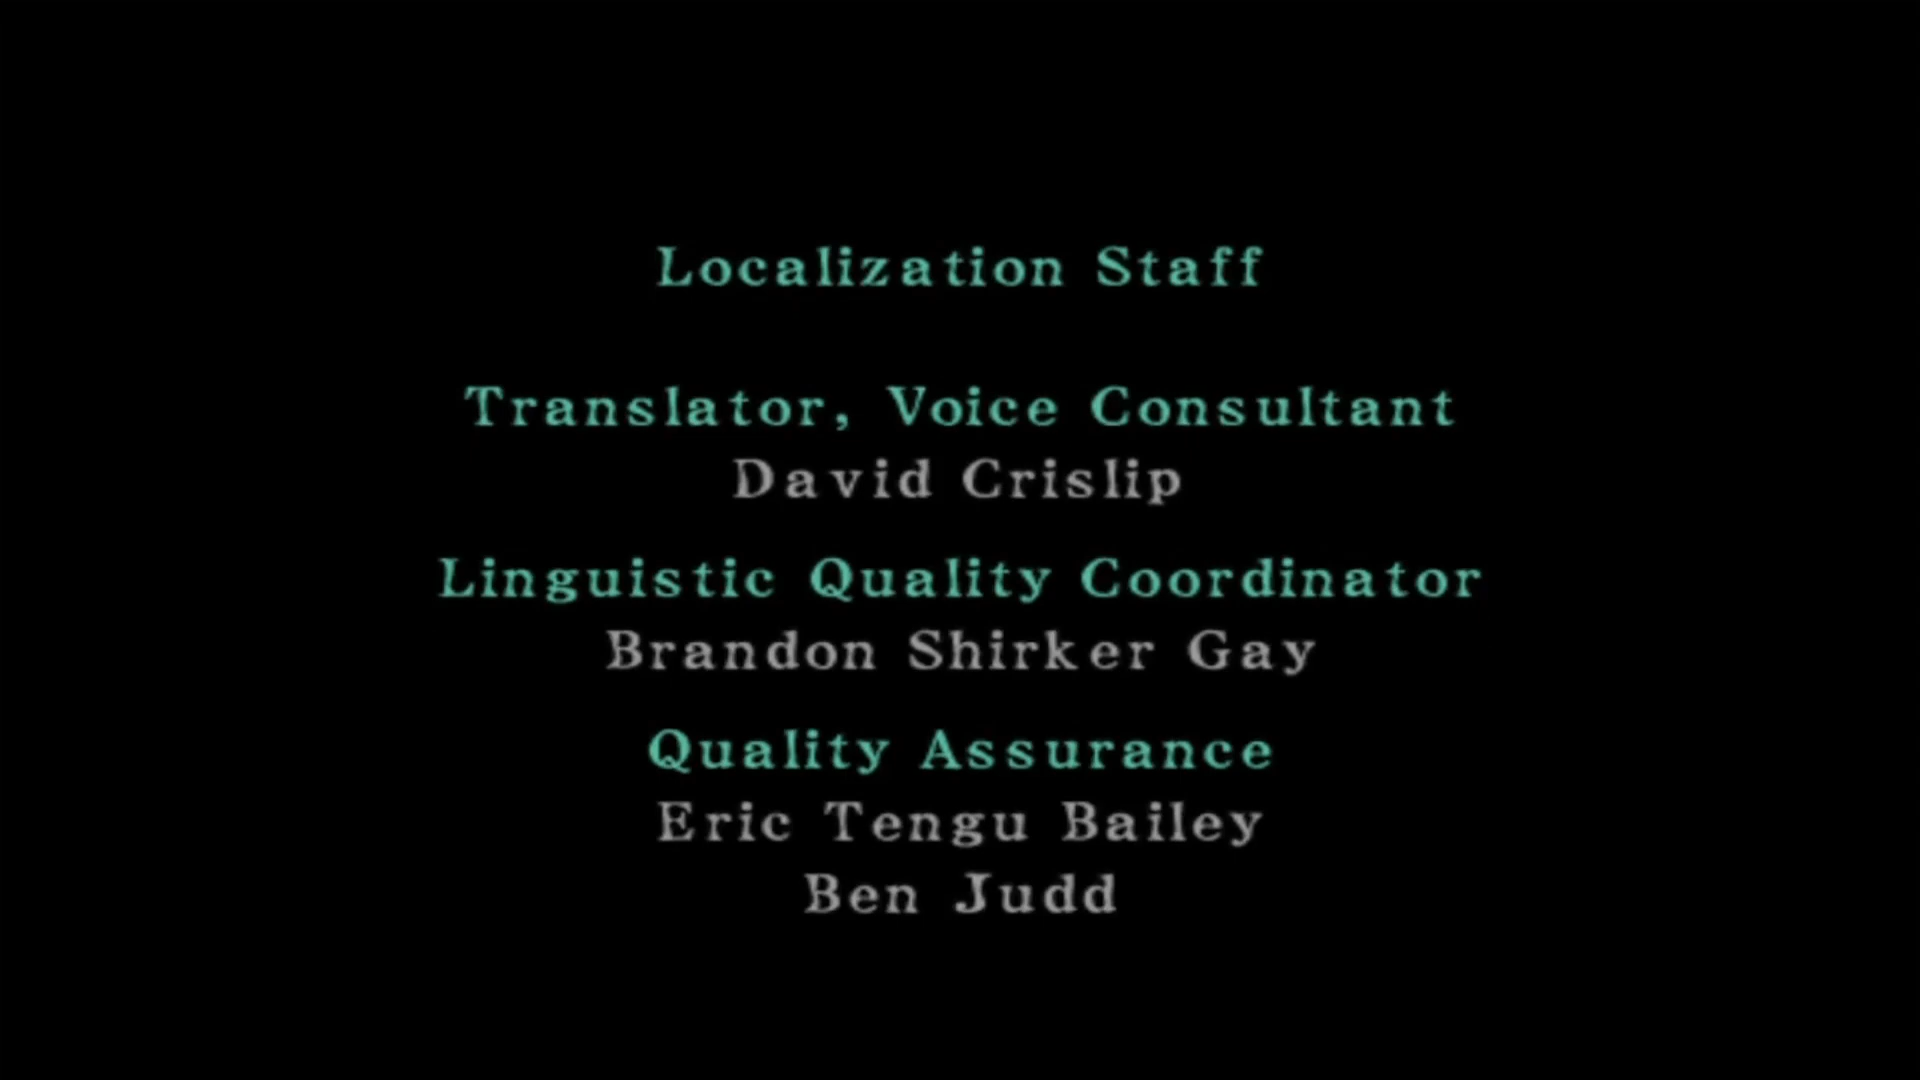 Localization Staff
Translator, Voice Consultant
David Crislip
Linguistic Quality Coordinator
Brandon Shirker Gay
Quality Assurance
Eric Tengu Bailey
Ben Judd